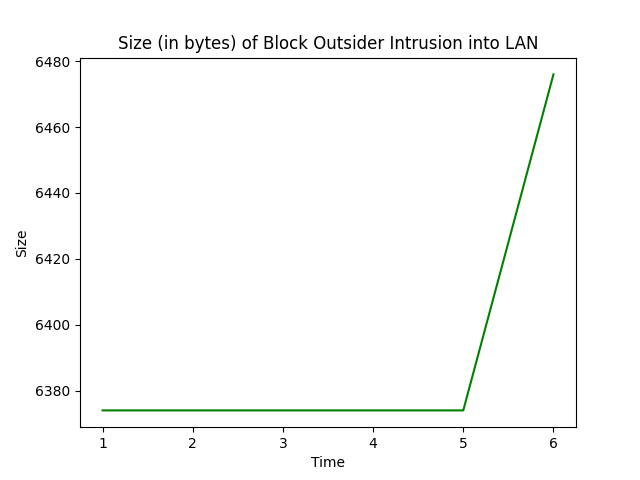 Size (in bytes) of Block Outsider Intrusion into LAN
6480
6460
6440
6420
6400
6380
Size
1 2 3 4 5 6
Time